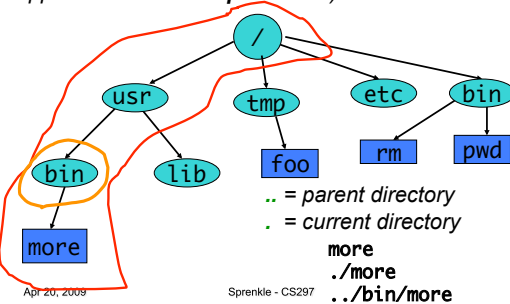 /
usr
tmp
etc
bin
bin
lib
foo
rm
pwd
more
.. = parent directory
. = current directory
more
./more
../bin/more
Apr 20, 2009
Sprenkle - CS297